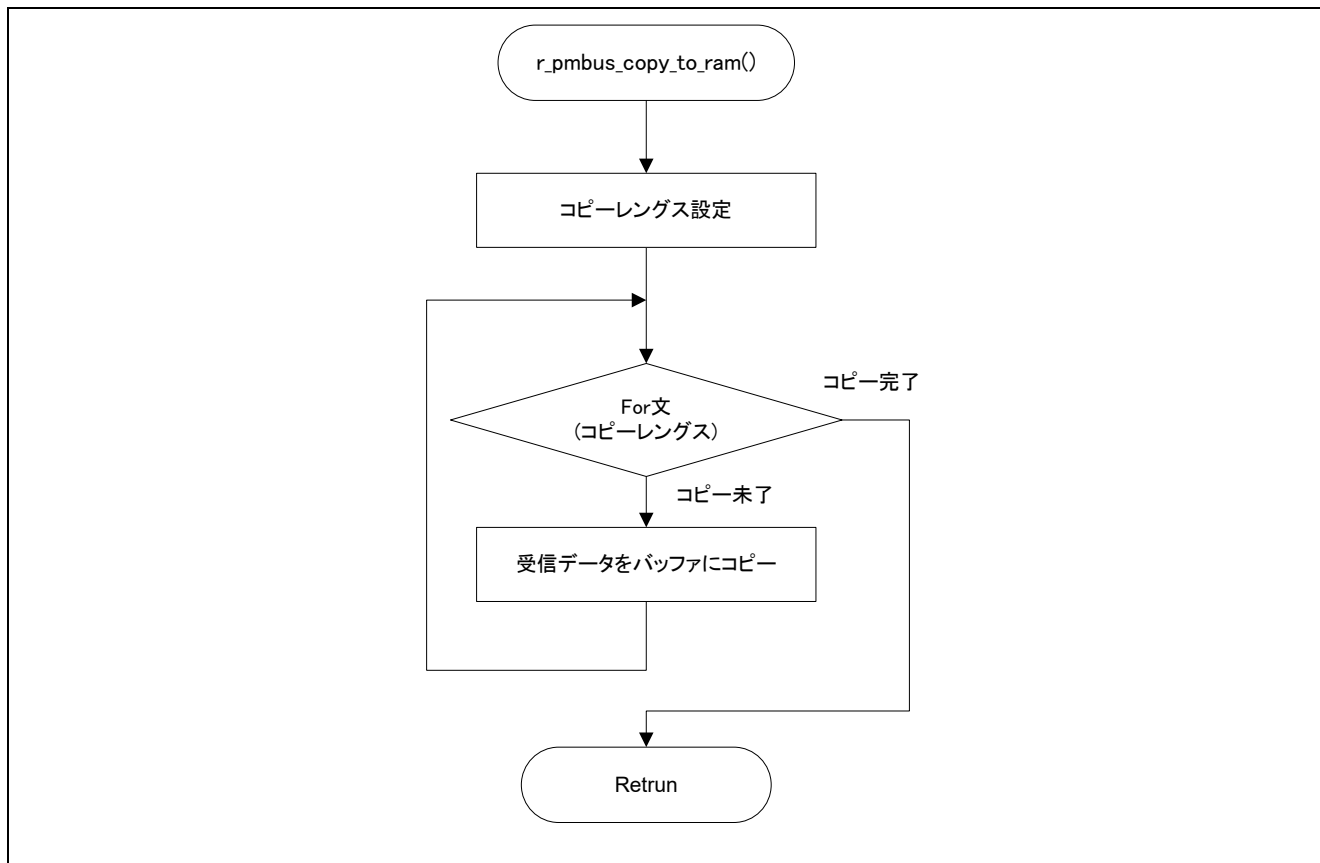 r_pmbus_copy_to_ram()
コピーレングス設定
コピー完了
For文
(コピーレングス)
コピー未了
受信データをバッファにコピー
Retrun